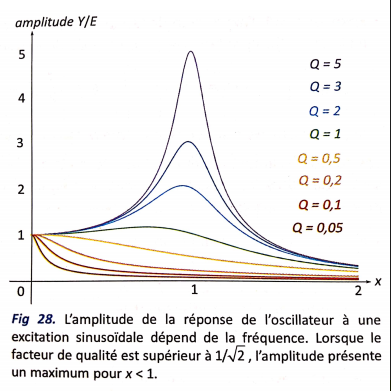 amplitude Y/E
5
4
3
2
1
0
1
2
x
Q = 5
Q = 3
Q = 2
Q = 1
Q = 0,5
Q = 0,2
Q = 0,1
Q = 0,05
Fig 28. L'amplitude de la réponse de l'oscillateur à une
excitation sinusoïdale dépend de la fréquence. Lorsque le
facteur de qualité est supérieur à 1/√2 , l'amplitude présente
un maximum pour x < 1.